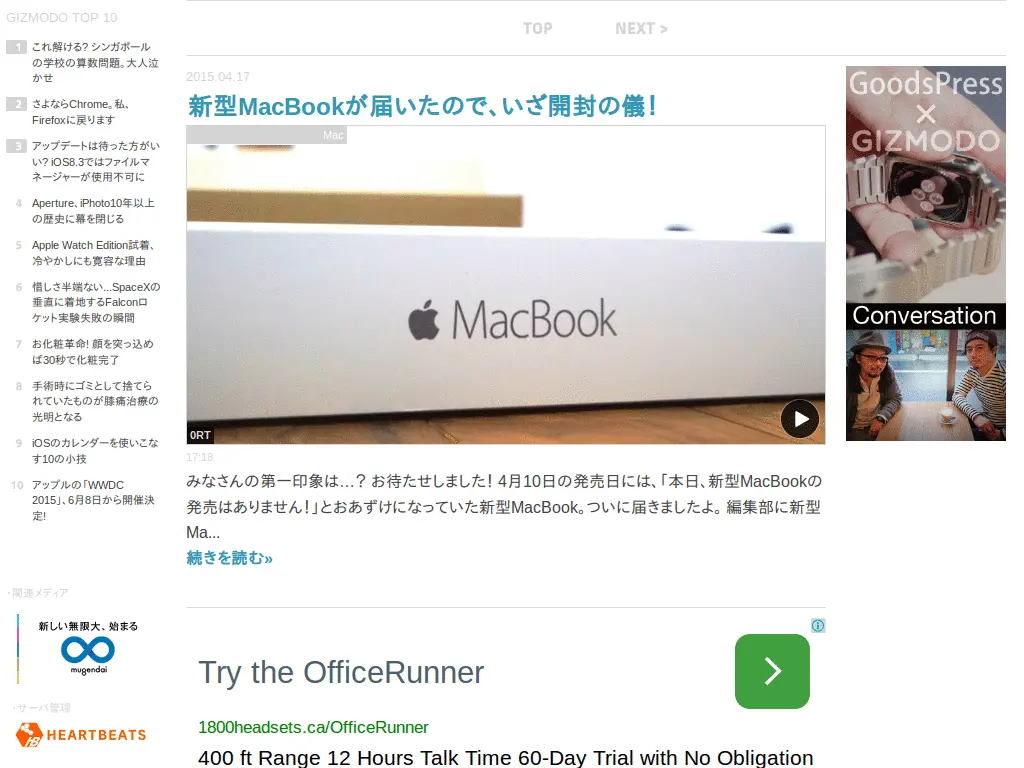 GIZMODO TOP 10
1 これ解ける? シンガポール
の学校の算数問題。大人泣
かせ
2 さよならChrome。私、
Firefoxに戻ります
3 アップデートは待った方がい
い? iOS8.3ではファイルマ
ネージャーが使用不可に
4 Aperture、iPhoto10年以上
の歴史に幕を閉じる
5 Apple Watch Edition試着、
冷やかしにも寛容な理由
6 惜しさ半端ない...SpaceXの
垂直に着地するFalconロ
ケット実験失敗の瞬間
7 お化粧革命! 顔を突っ込め
ば30秒で化粧完了
8 手術時にゴミとして捨てら
れていたものが膝痛治療の
光明となる
9 iOSのカレンダーを使いこな
す10の小技
10 アップルの「WWDC
2015」、6月8日から開催決
定!
・関連メディア
新しい無限大、始まる
mugendai
・サーバ管理
HEARTBEATS
TOP NEXT >
2015.04.17
新型MacBookが届いたので、いざ開封の儀！
Mac
MacBook
0RT
17:18
みなさんの第一印象は…？ お待たせしました！ 4月10日の発売日には、「本日、新型MacBookの
発売はありません！」とおあずけになっていた新型MacBook。ついに届きましたよ。 編集部に新型
Ma...
続きを読む»
Try the OfficeRunner
1800headsets.ca/OfficeRunner
400 ft Range 12 Hours Talk Time 60-Day Trial with No Obligation
GoodsPress
×
GIZMODO
Conversation